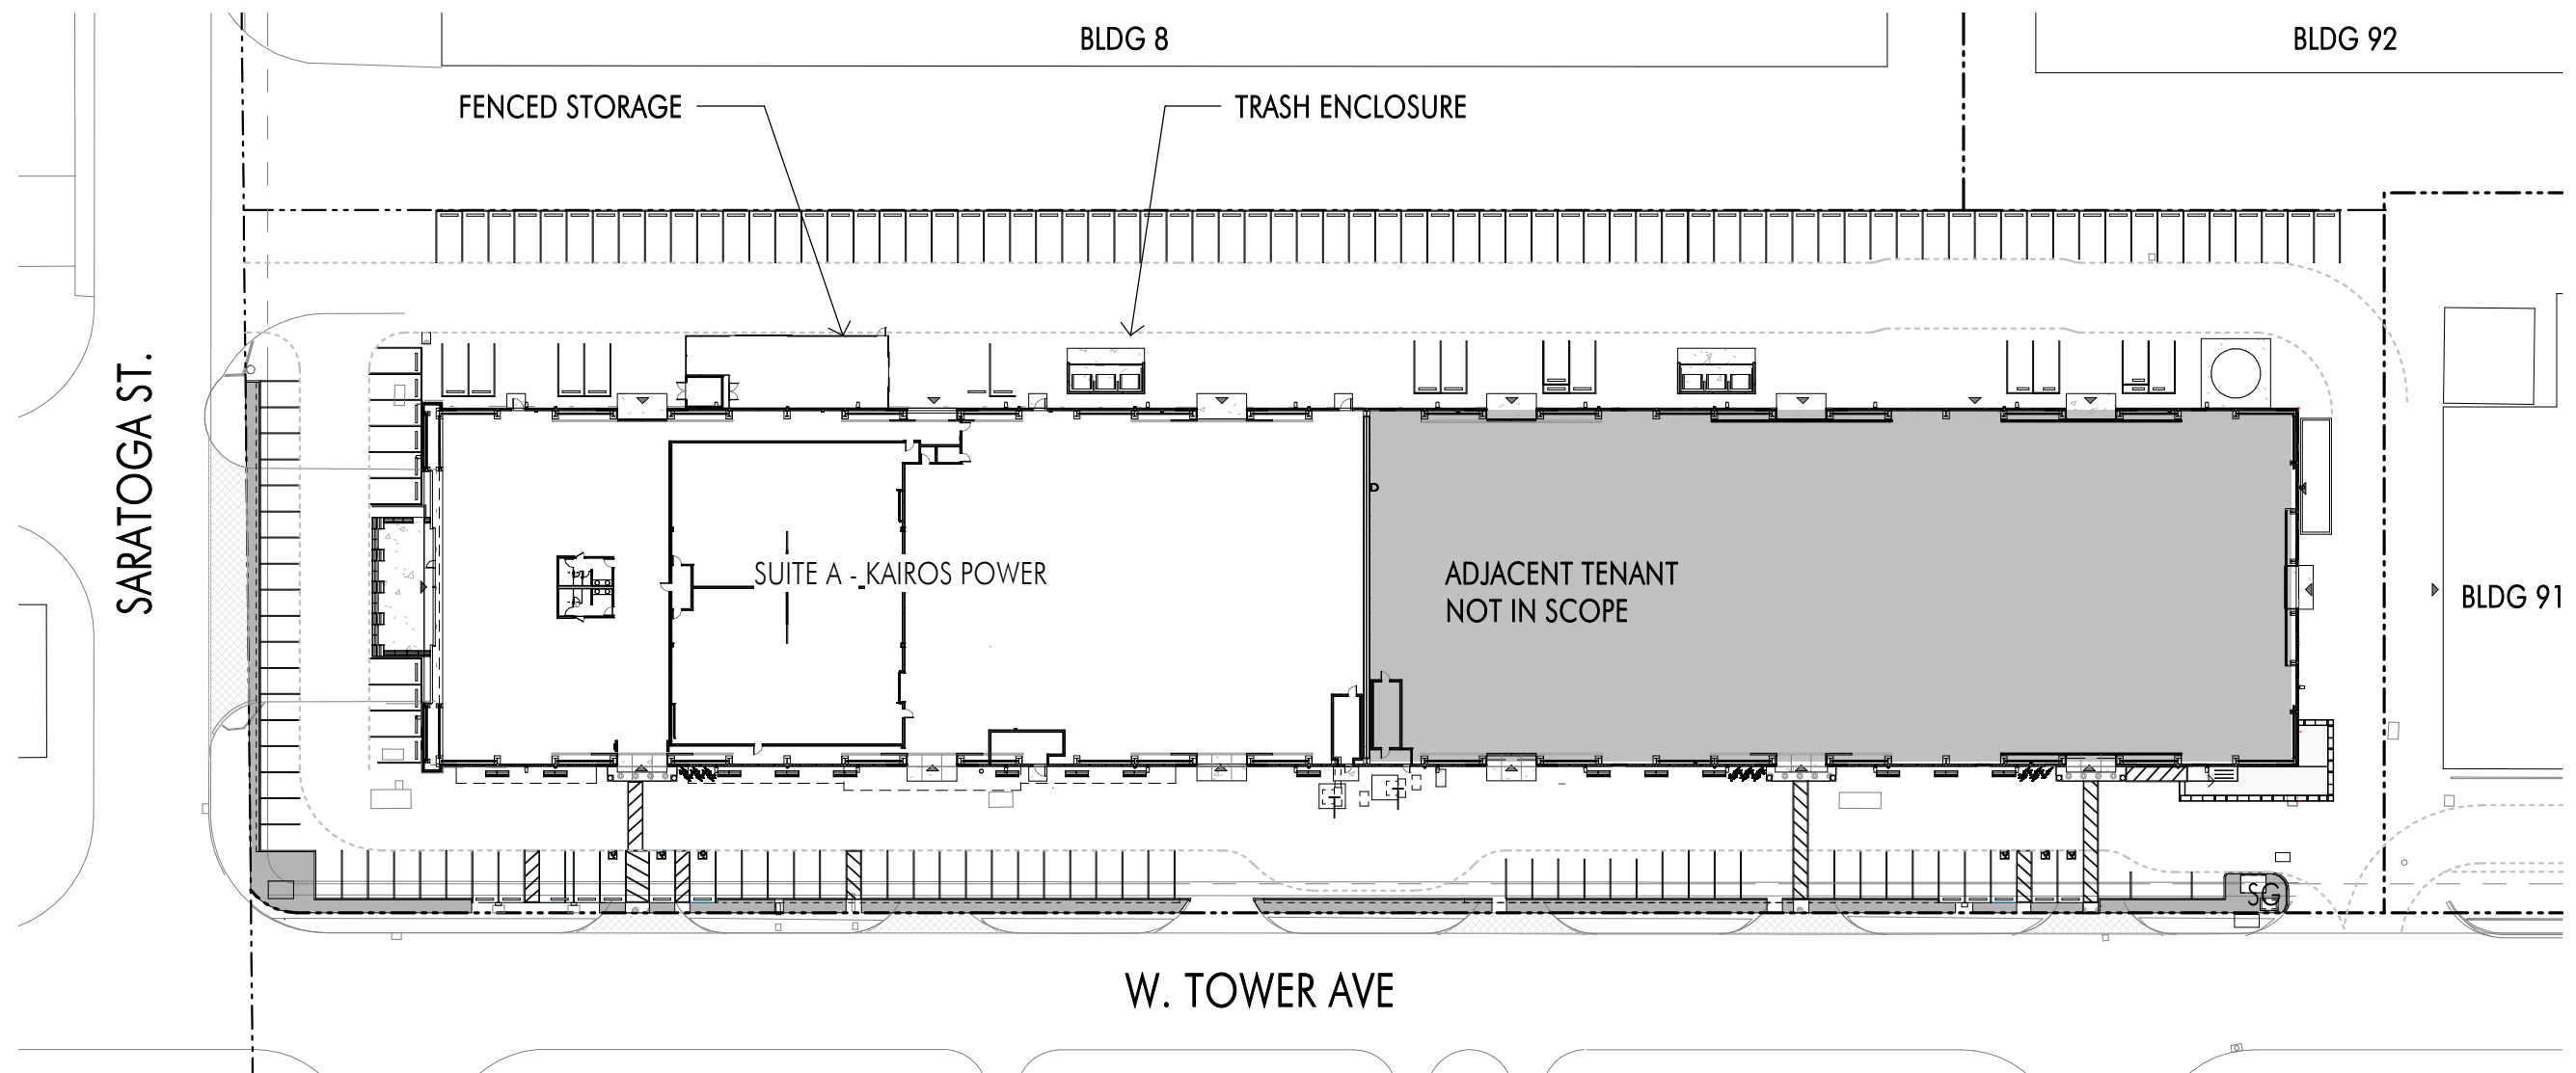 BLDG 8
BLDG 92
FENCED STORAGE
TRASH ENCLOSURE
SARATOGA ST.
SUITE A - KAIROS POWER
ADJACENT TENANT
NOT IN SCOPE
BLDG 91
SG
W. TOWER AVE